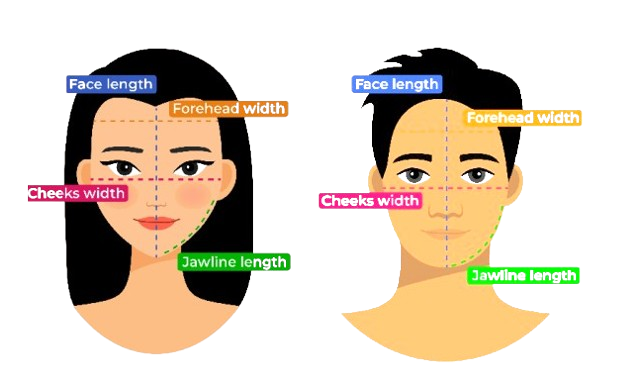 Face length
Forehead width
Cheeks width
Jawline length
Face length
Forehead width
Cheeks width
Jawline length